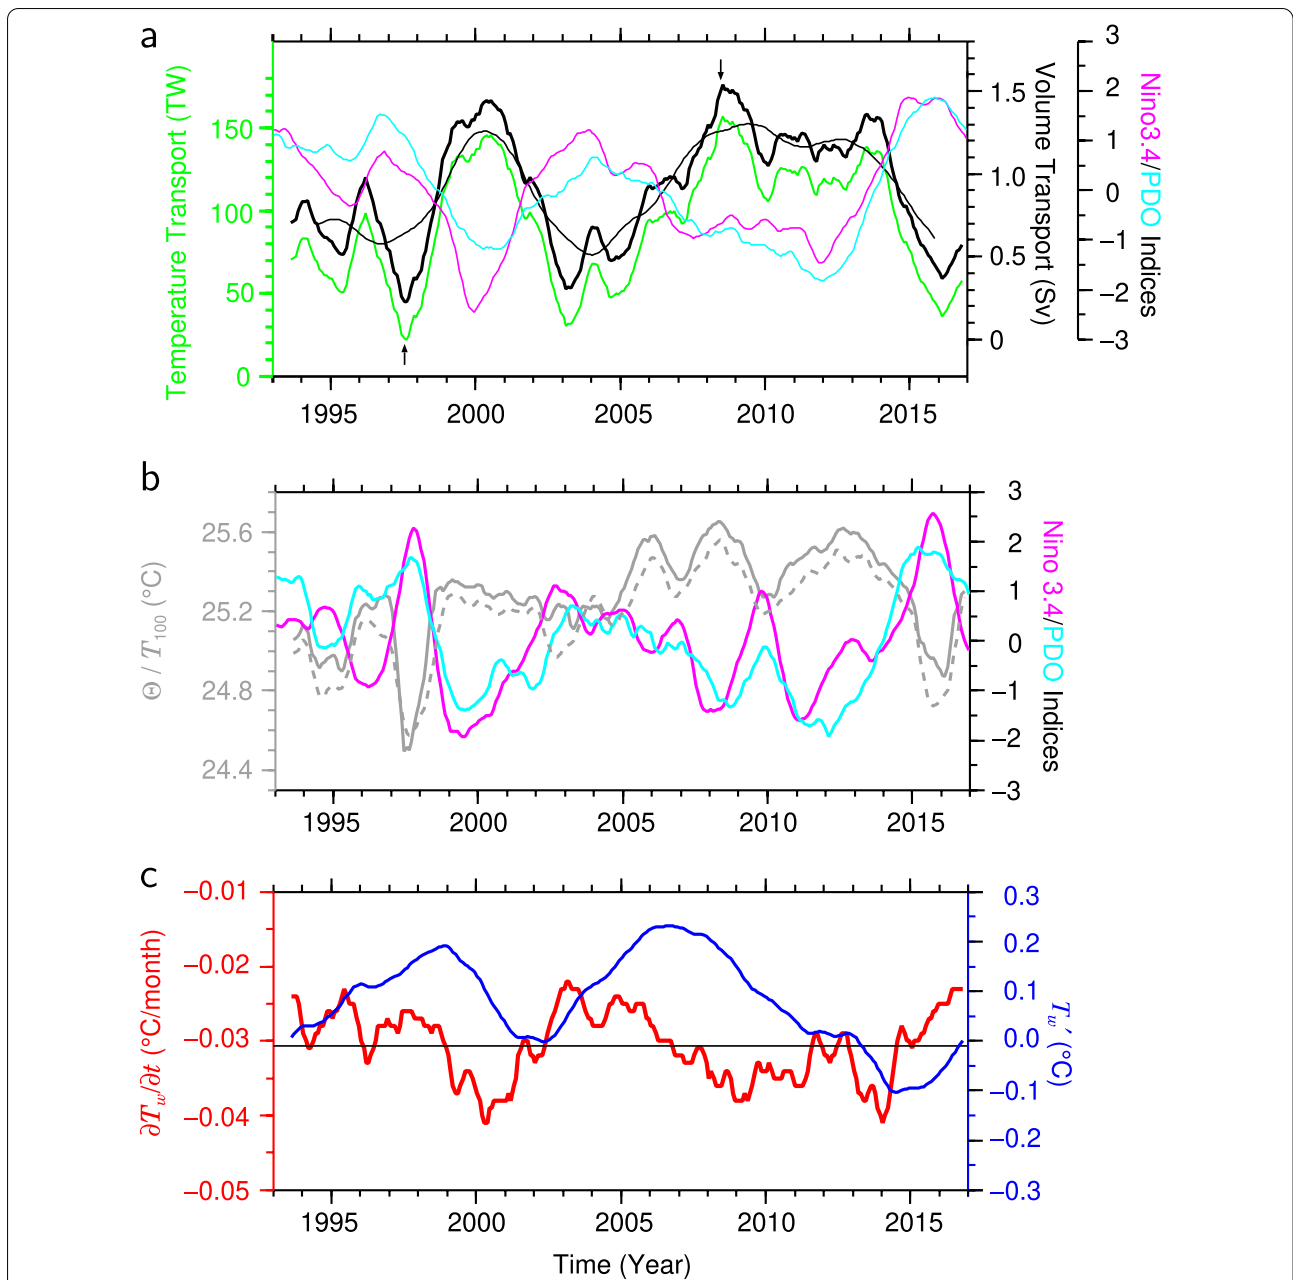 a
Temperature Transport (TW)
150
100
50
0
1.5
1.0
0.5
0
Volume Transport (Sv)
3
2
1
0
−1
−2
−3
Nino3.4/PDO Indices
1995 2000 2005 2010 2015
b
Θ / T100 (°C)
25.6
25.2
24.8
24.4
3
2
1
0
−1
−2
−3
Nino 3.4/PDO Indices
1995 2000 2005 2010 2015
c
∂Tw/∂t (°C/month)
−0.01
−0.02
−0.03
−0.04
−0.05
0.3
0.2
0.1
0.0
−0.1
−0.2
−0.3
Tw′ (°C)
1995 2000 2005 2010 2015
Time (Year)